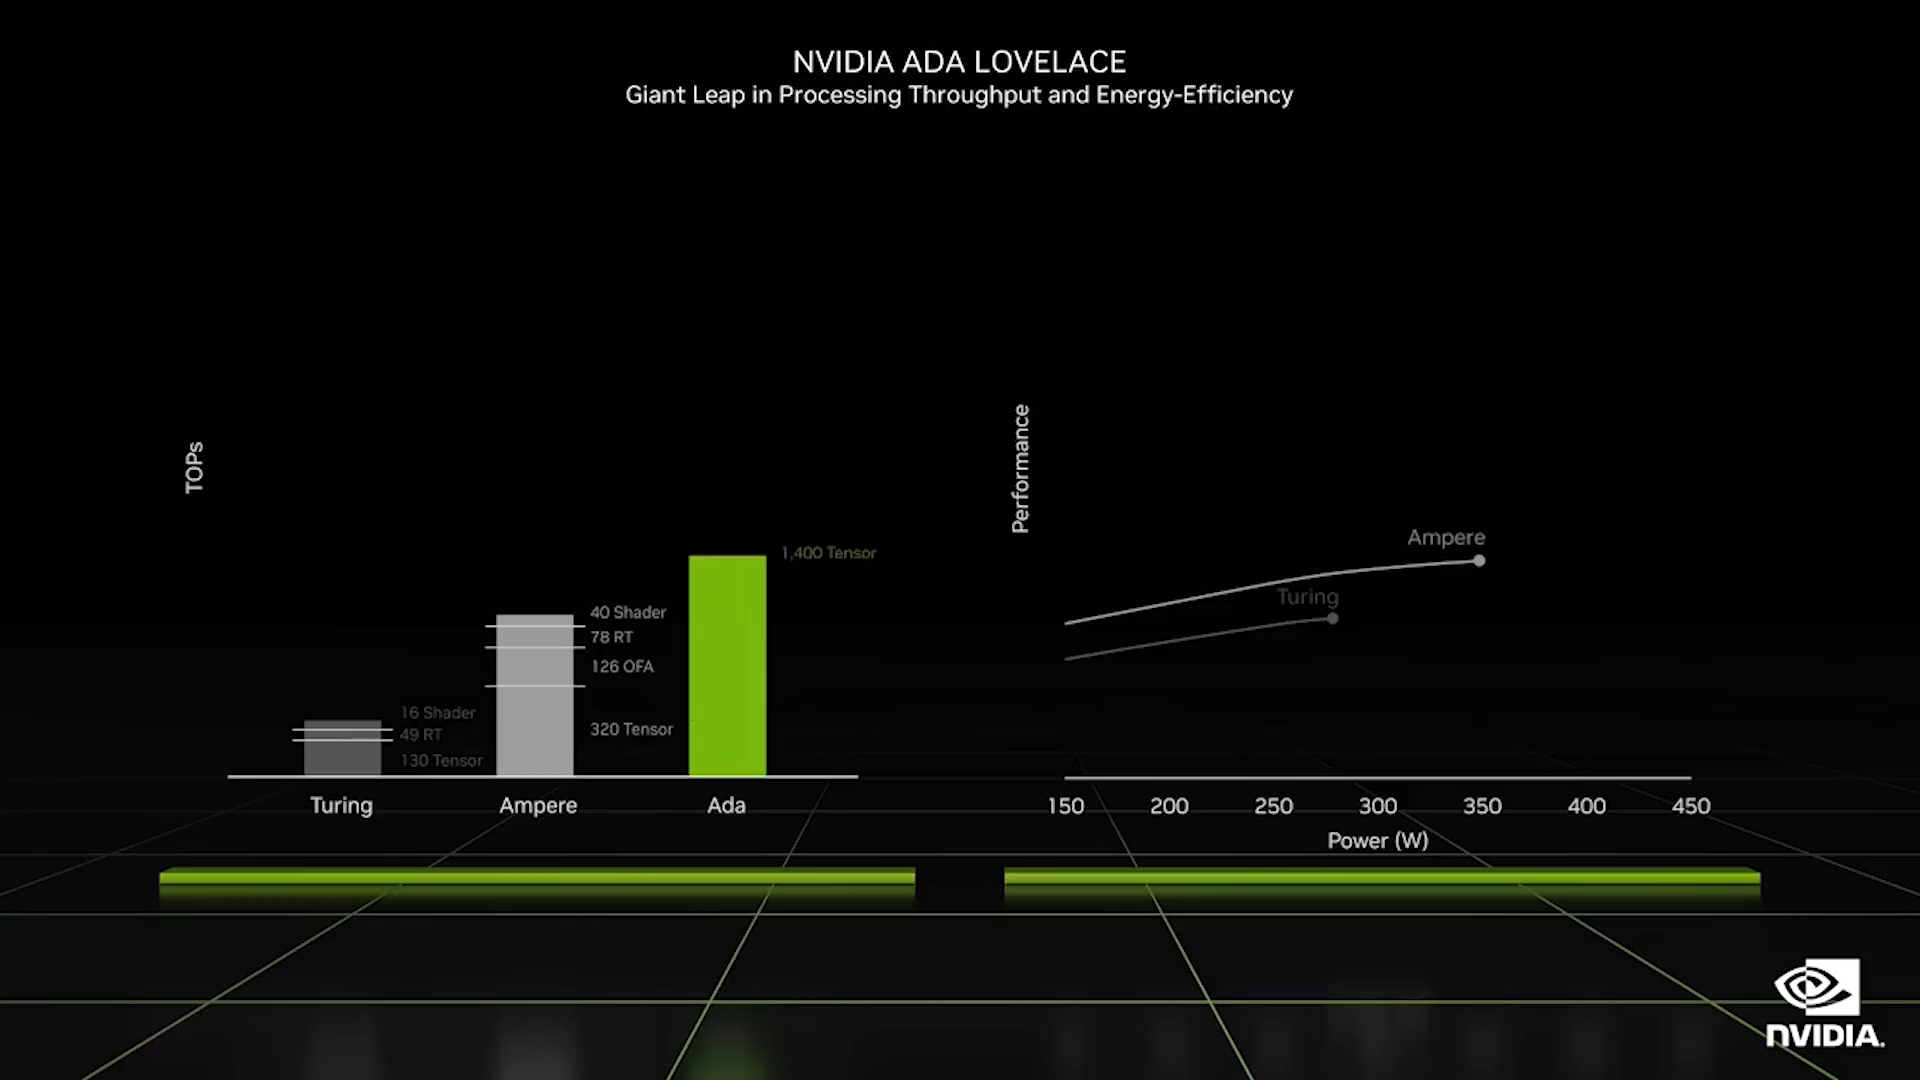 NVIDIA ADA LOVELACE
Giant Leap in Processing Throughput and Energy-Efficiency
TOPs
1,400 Tensor
40 Shader
78 RT
126 OFA
320 Tensor
16 Shader
49 RT
130 Tensor
Turing
Ampere
Ada
Performance
Ampere
Turing
150 200 250 300 350 400 450
Power (W)
NVIDIA.